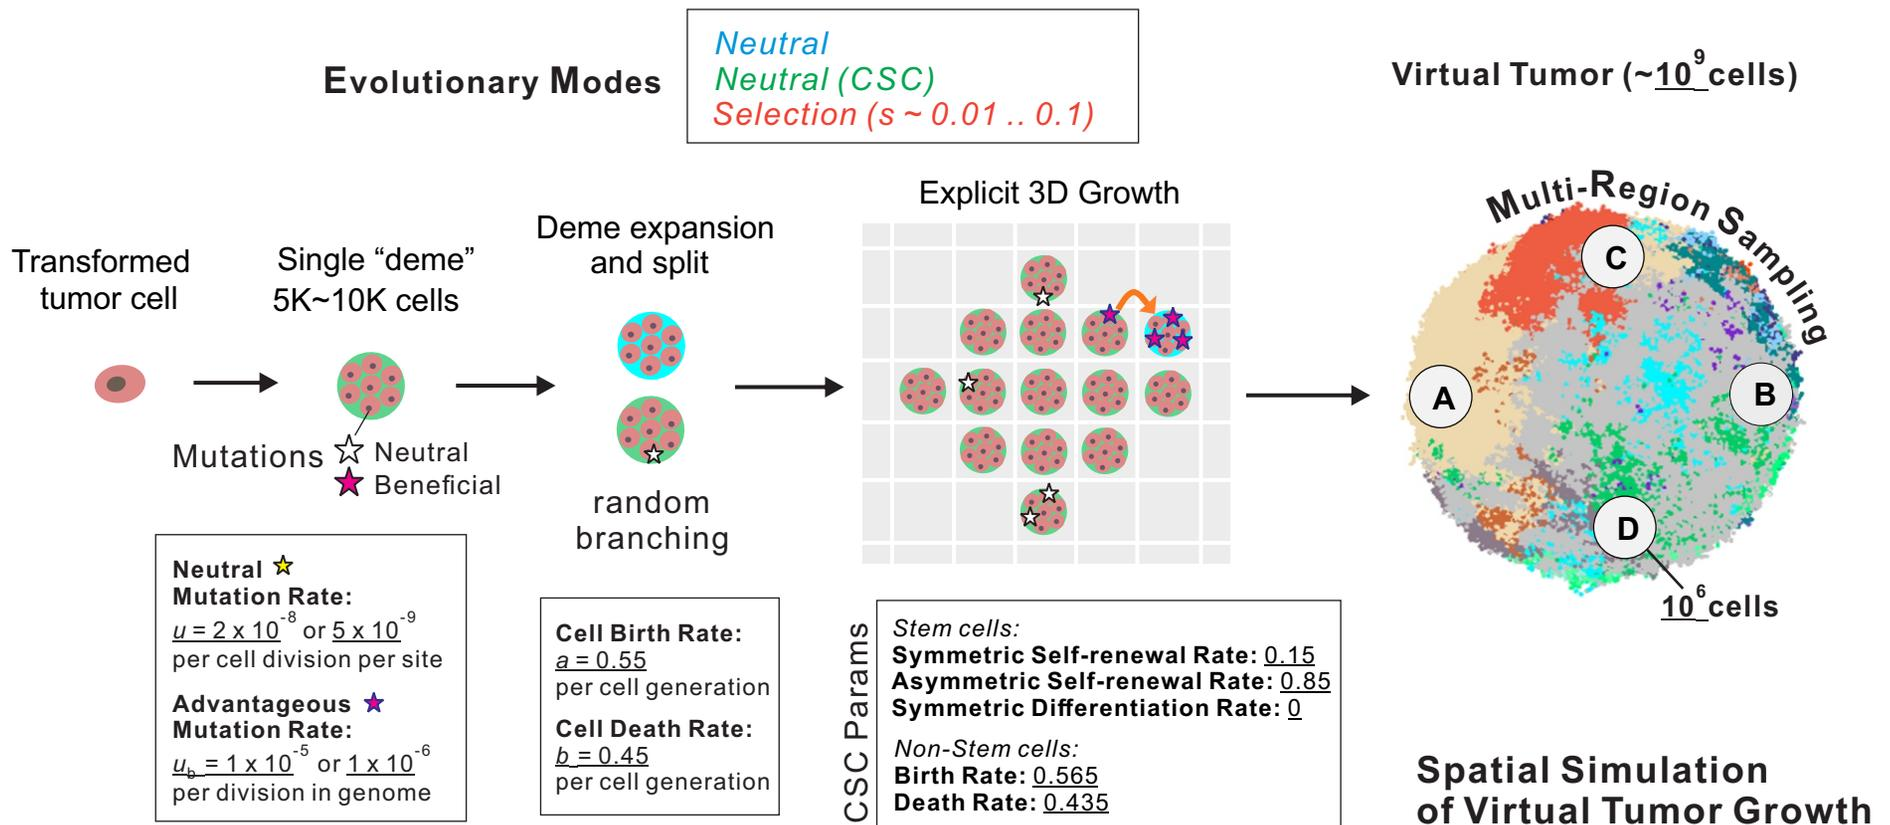 Evolutionary Modes
Neutral
Neutral (CSC)
Selection (s ~ 0.01 .. 0.1)
Virtual Tumor (~10^9 cells)
Transformed
tumor cell
Single “deme”
5K~10K cells
Mutations
Neutral
Beneficial
Deme expansion
and split
random
branching
Explicit 3D Growth
Multi-Region Sampling
C
A
B
D
10^6 cells
Neutral
Mutation Rate:
u = 2 x 10^-8 or 5 x 10^-9
per cell division per site
Advantageous
Mutation Rate:
u_b = 1 x 10^-5 or 1 x 10^-6
per division in genome
Cell Birth Rate:
a = 0.55
per cell generation
Cell Death Rate:
b = 0.45
per cell generation
CSC Params
Stem cells:
Symmetric Self-renewal Rate: 0.15
Asymmetric Self-renewal Rate: 0.85
Symmetric Differentiation Rate: 0
Non-Stem cells:
Birth Rate: 0.565
Death Rate: 0.435
Spatial Simulation
of Virtual Tumor Growth